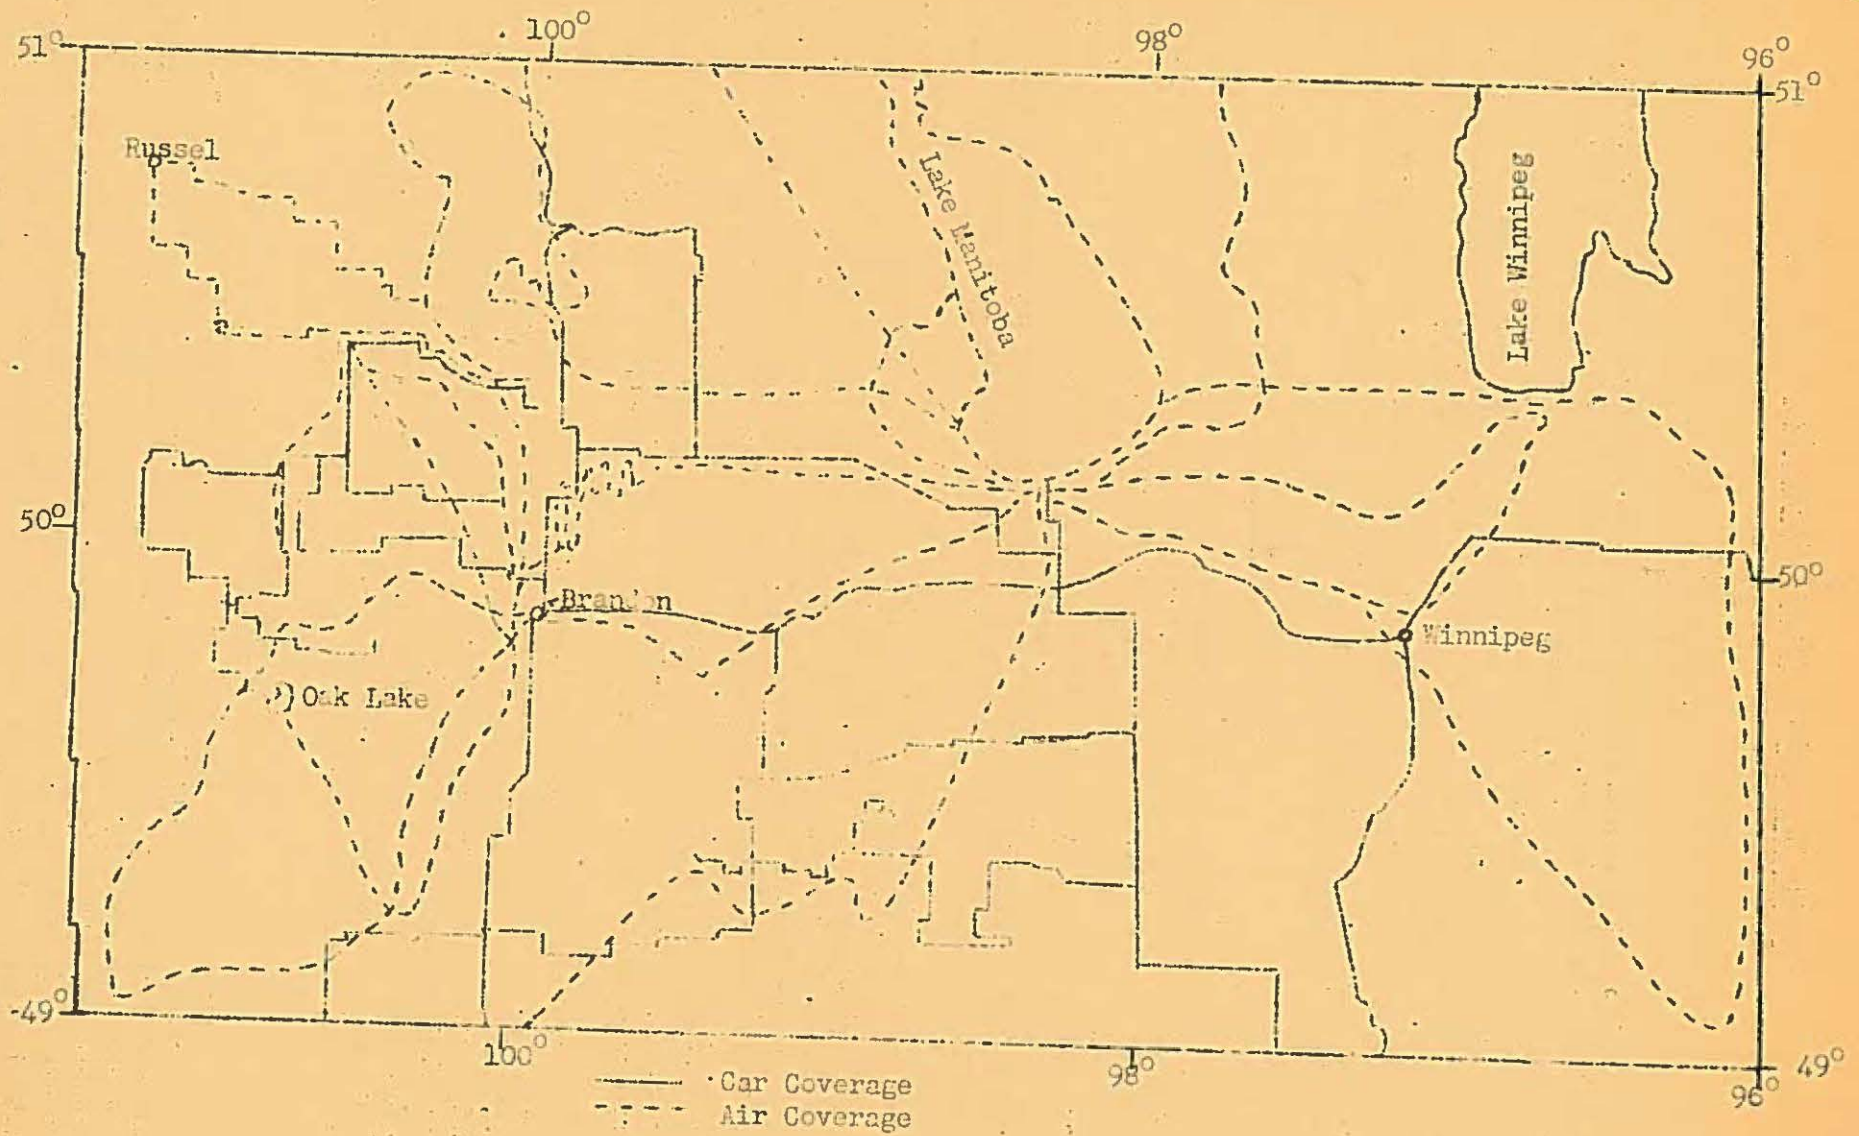 100°
98°
96°
51°
51°
Russel
Lake Manitoba
Lake Winnipeg
50°
50°
Brandon
Winnipeg
Oak Lake
49°
49°
100°
98°
96°
Car Coverage
Air Coverage